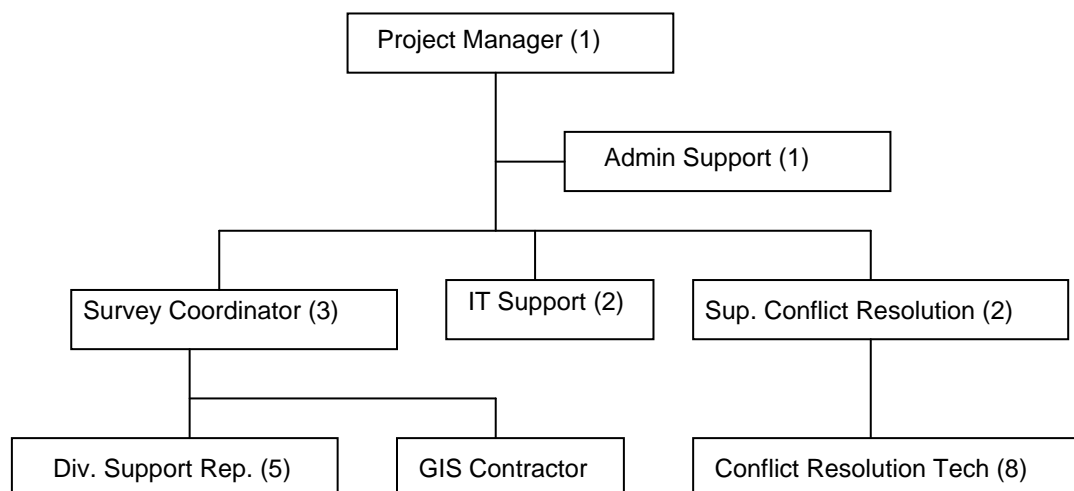 Project Manager (1)
Admin Support (1)
Survey Coordinator (3)
IT Support (2)
Sup. Conflict Resolution (2)
Div. Support Rep. (5)
GIS Contractor
Conflict Resolution Tech (8)